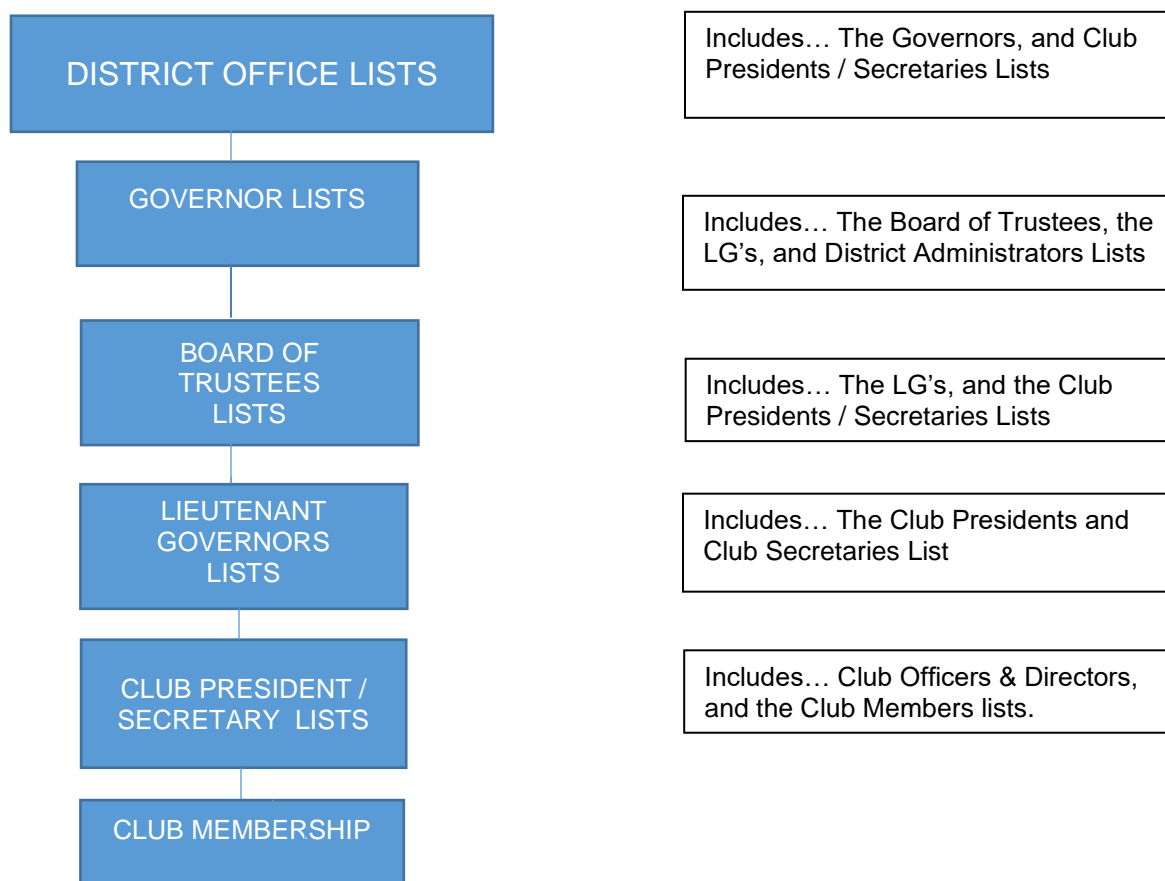 DISTRICT OFFICE LISTS
Includes… The Governors, and Club
Presidents / Secretaries Lists
GOVERNOR LISTS
Includes… The Board of Trustees, the
LG’s, and District Administrators Lists
BOARD OF
TRUSTEES
LISTS
Includes… The LG’s, and the Club
Presidents / Secretaries Lists
LIEUTENANT
GOVERNORS
LISTS
Includes… The Club Presidents and
Club Secretaries List
CLUB PRESIDENT /
SECRETARY LISTS
Includes… Club Officers & Directors,
and the Club Members lists.
CLUB MEMBERSHIP